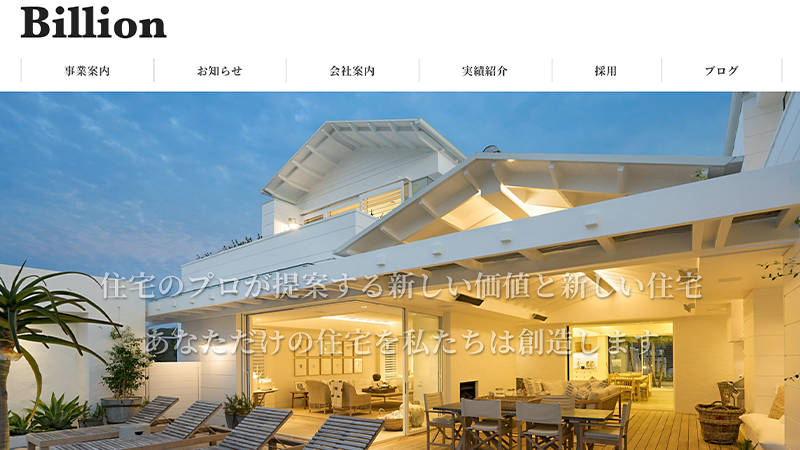 Billion
事業案内 お知らせ 会社案内 実績紹介 採用 ブログ
住宅のプロが提案する新しい価値と新しい住宅
あなただけの住宅を私たちは創造します